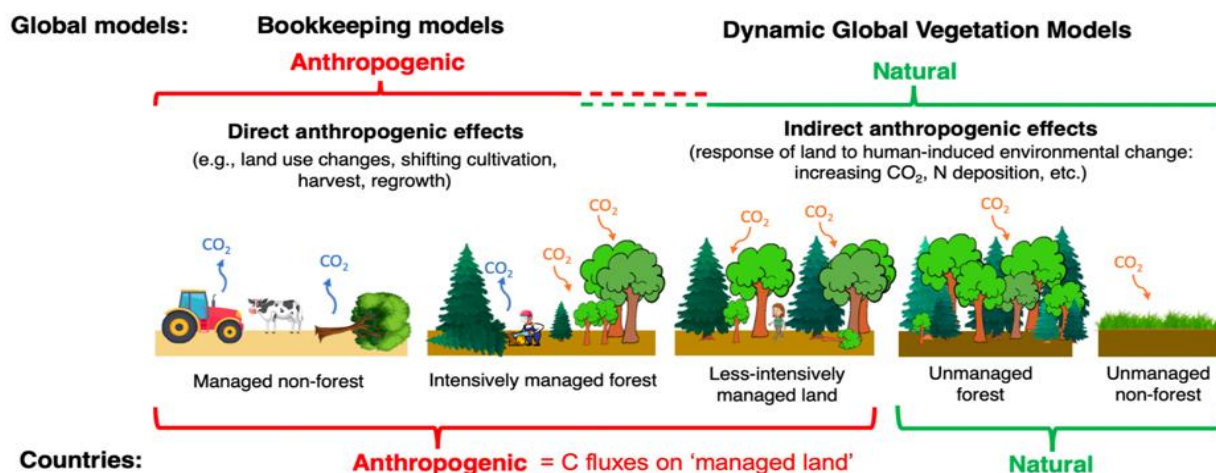 Global models: Bookkeeping models Dynamic Global Vegetation Models
Anthropogenic Natural
Direct anthropogenic effects
(e.g., land use changes, shifting cultivation,
harvest, regrowth)
Indirect anthropogenic effects
(response of land to human-induced environmental change:
increasing CO₂, N deposition, etc.)
CO₂
CO₂
CO₂
CO₂
CO₂
CO₂
CO₂
CO₂
Managed non-forest
Intensively managed forest
Less-intensively
managed land
Unmanaged
forest
Unmanaged
non-forest
Countries: Anthropogenic = C fluxes on ‘managed land’ Natural